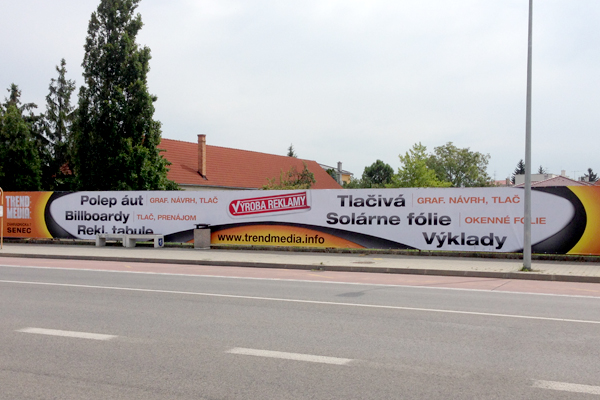 TREND
MEDIA
SENEC
Polep áut GRAF. NÁVRH, TLAČ
Billboardy TLAČ, PRENÁJOM
Rekl. tabule
VÝROBA REKLAMY
www.trendmedia.info
Tlačivá GRAF. NÁVRH, TLAČ
Solárne fólie OKENNÉ FÓLIE
Výklady